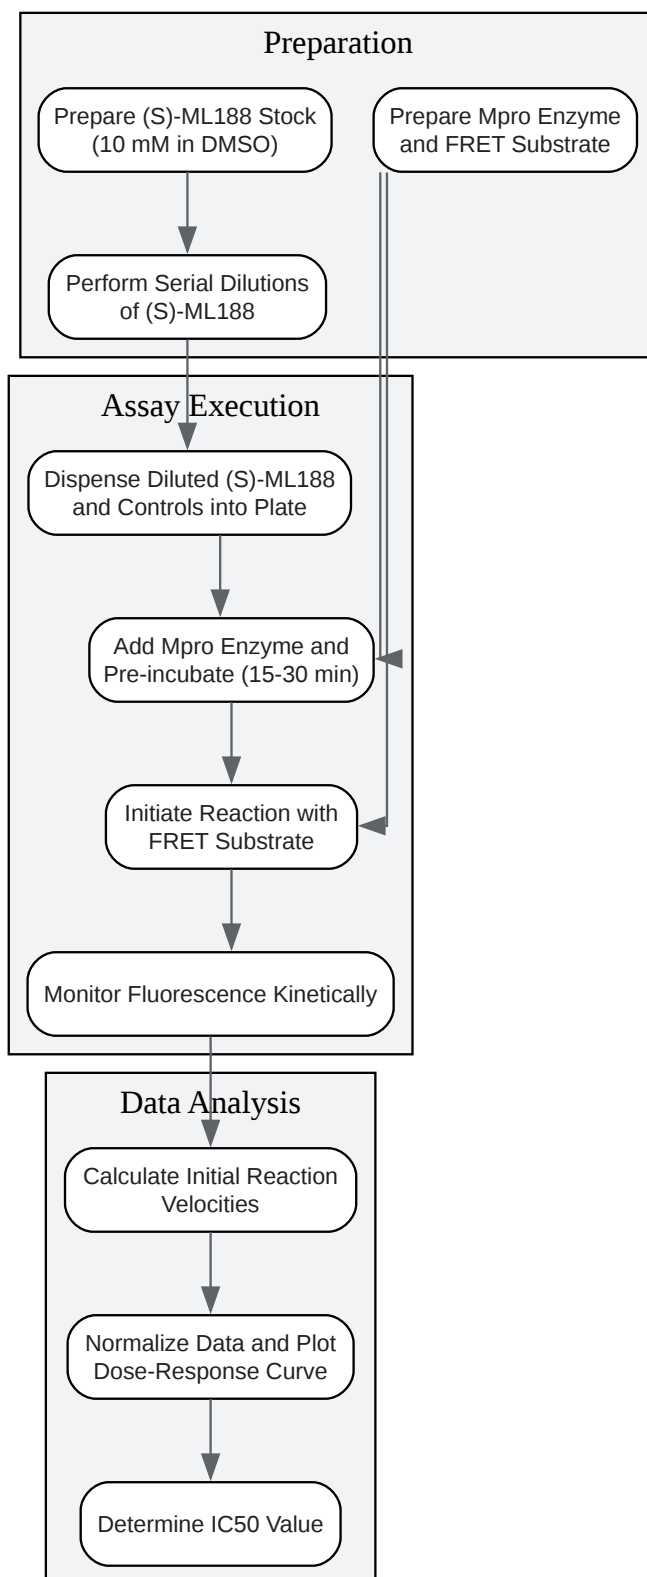 Preparation
Prepare (S)-ML188 Stock
(10 mM in DMSO)
Prepare Mpro Enzyme
and FRET Substrate
Perform Serial Dilutions
of (S)-ML188
Assay Execution
Dispense Diluted (S)-ML188
and Controls into Plate
Add Mpro Enzyme and
Pre-incubate (15-30 min)
Initiate Reaction with
FRET Substrate
Monitor Fluorescence Kinetically
Data Analysis
Calculate Initial Reaction
Velocities
Normalize Data and Plot
Dose-Response Curve
Determine IC50 Value